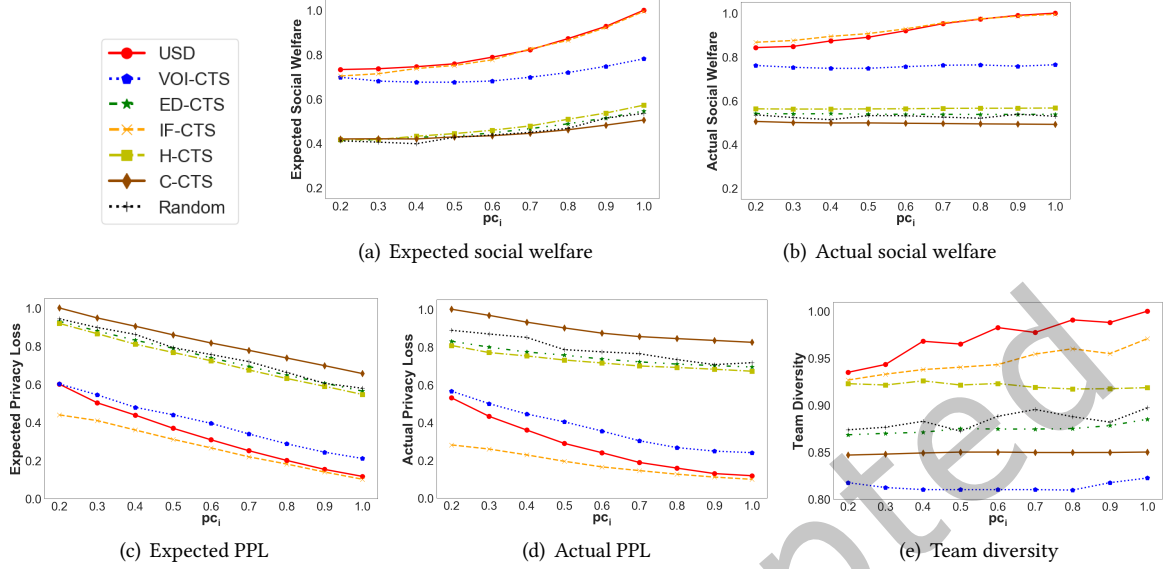 USD
VOI-CTS
ED-CTS
IF-CTS
H-CTS
C-CTS
Random
Expected Social Welfare
1.0
0.8
0.6
0.4
0.2
0.2 0.3 0.4 0.5 0.6 0.7 0.8 0.9 1.0
pci
(a) Expected social welfare
Actual Social Welfare
1.0
0.8
0.6
0.4
0.2
0.2 0.3 0.4 0.5 0.6 0.7 0.8 0.9 1.0
pci
(b) Actual social welfare
Expected Privacy Loss
1.0
0.8
0.6
0.4
0.2
0.0
0.2 0.3 0.4 0.5 0.6 0.7 0.8 0.9 1.0
pci
(c) Expected PPL
Actual Privacy Loss
1.0
0.8
0.6
0.4
0.2
0.0
0.2 0.3 0.4 0.5 0.6 0.7 0.8 0.9 1.0
pci
(d) Actual PPL
Team Diversity
1.00
0.95
0.90
0.85
0.80
0.2 0.3 0.4 0.5 0.6 0.7 0.8 0.9 1.0
pci
(e) Team diversity
pted